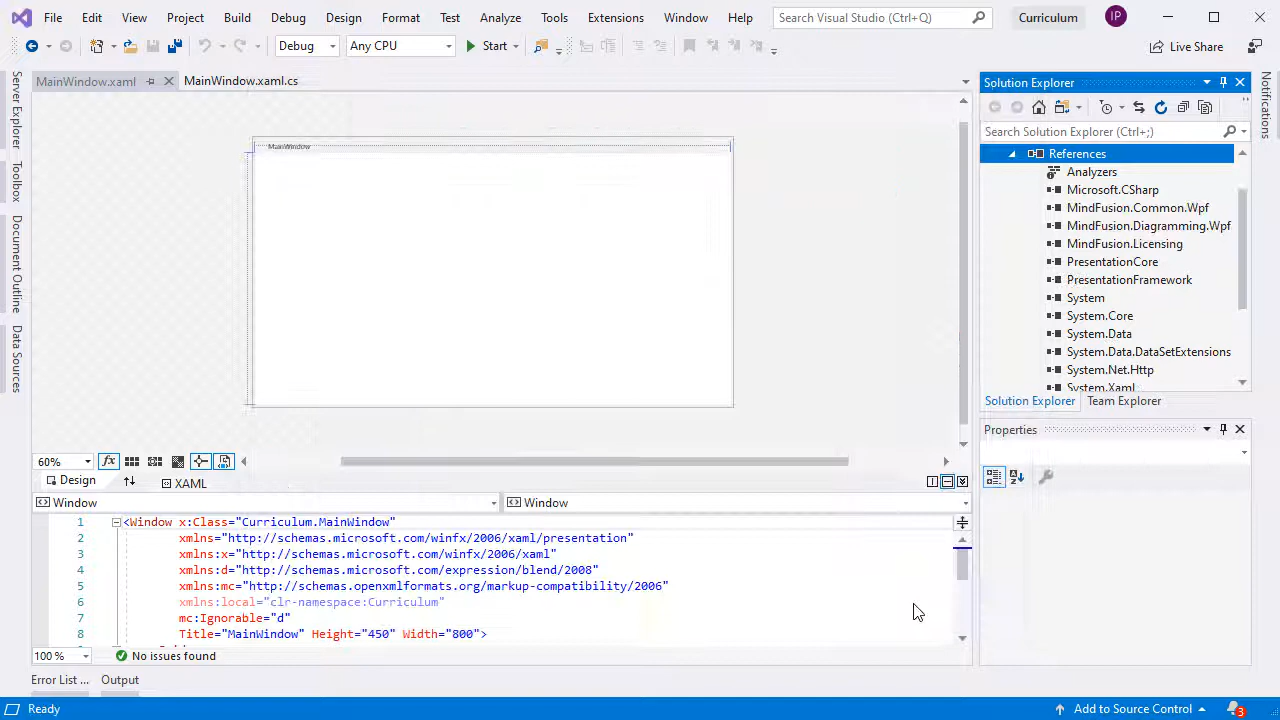 File Edit View Project Build Debug Design Format Test Analyze Tools Extensions Window Help Search Visual Studio (Ctrl+Q) Curriculum IP
Debug Any CPU Start Live Share
MainWindow.xaml MainWindow.xaml.cs
Server Explorer
Toolbox
Document Outline
Data Sources
MainWindow
60%
Design XAML
Window Window
1 <Window x:Class="Curriculum.MainWindow"
2 xmlns="http://schemas.microsoft.com/winfx/2006/xaml/presentation"
3 xmlns:x="http://schemas.microsoft.com/winfx/2006/xaml"
4 xmlns:d="http://schemas.microsoft.com/expression/blend/2008"
5 xmlns:mc="http://schemas.openxmlformats.org/markup-compatibility/2006"
6 xmlns:local="clr-namespace:Curriculum"
7 mc:Ignorable="d"
8 Title="MainWindow" Height="450" Width="800">
100 % No issues found
Error List ... Output
Solution Explorer
Search Solution Explorer (Ctrl+;)
References
Analyzers
Microsoft.CSharp
MindFusion.Common.Wpf
MindFusion.Diagramming.Wpf
MindFusion.Licensing
PresentationCore
PresentationFramework
System
System.Core
System.Data
System.Data.DataSetExtensions
System.Net.Http
System.Xaml
Solution Explorer Team Explorer
Properties
Notifications
Ready Add to Source Control 3